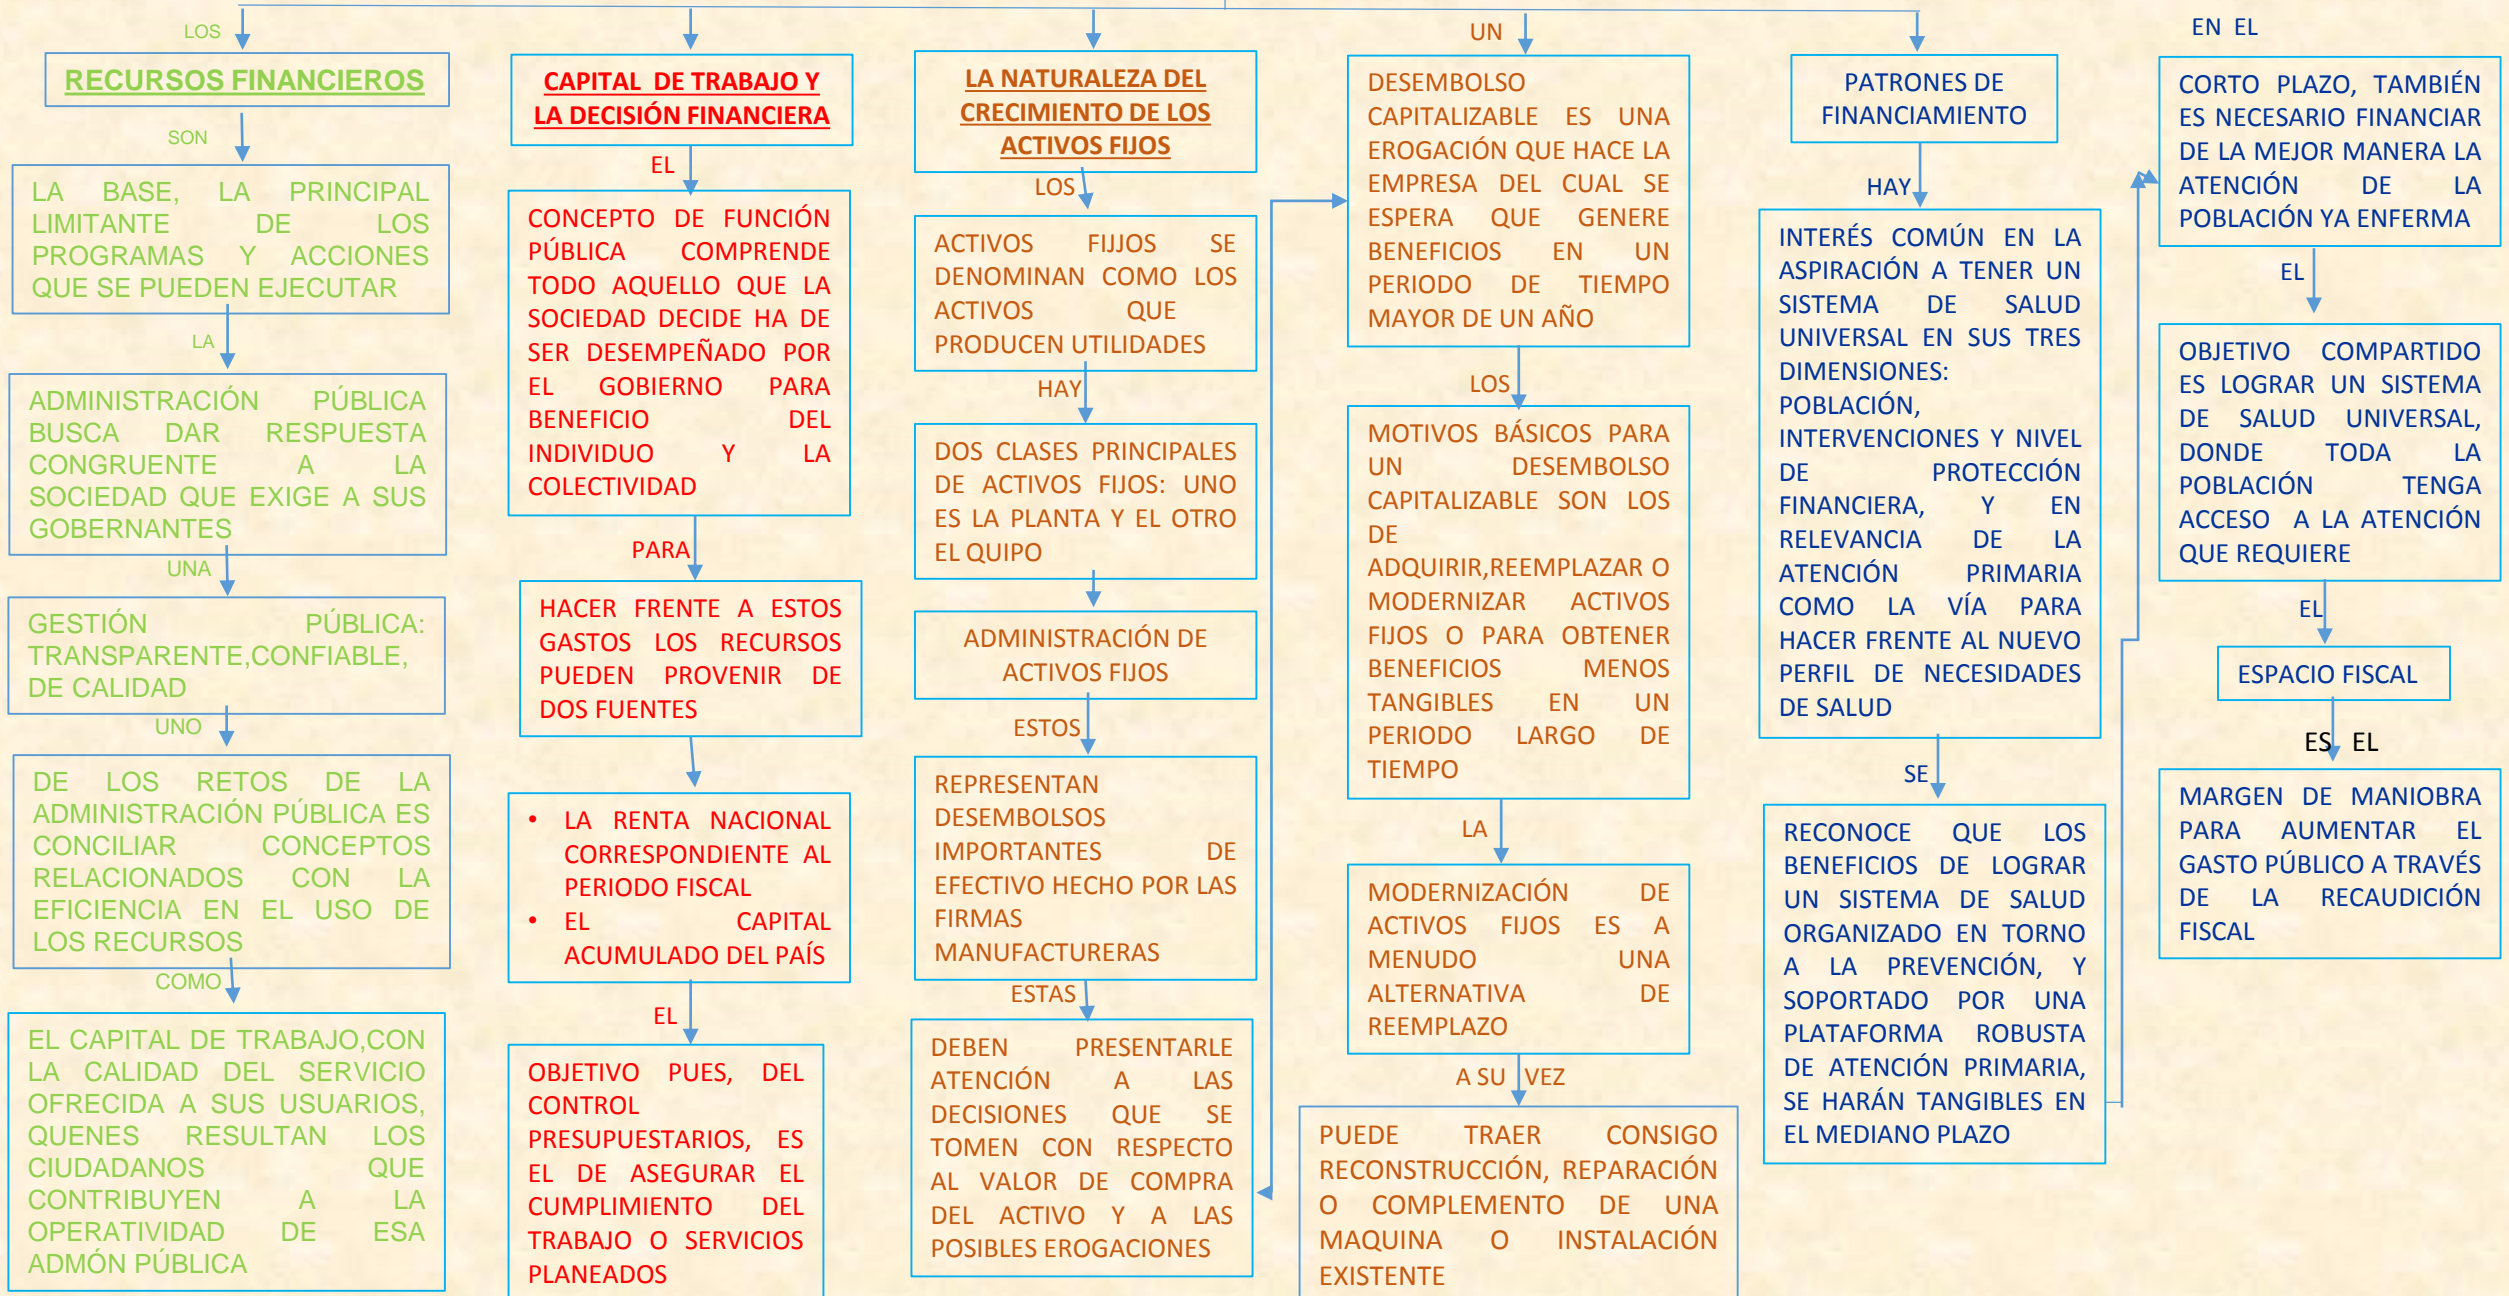 LOS
RECURSOS FINANCIEROS
SON
LA BASE, LA PRINCIPAL
LIMITANTE DE LOS
PROGRAMAS Y ACCIONES
QUE SE PUEDEN EJECUTAR
LA
ADMINISTRACIÓN PÚBLICA
BUSCA DAR RESPUESTA
CONGRUENTE A LA
SOCIEDAD QUE EXIGE A SUS
GOBERNANTES
UNA
GESTIÓN PÚBLICA:
TRANSPARENTE,CONFIABLE,
DE CALIDAD
UNO
DE LOS RETOS DE LA
ADMINISTRACIÓN PÚBLICA ES
CONCILIAR CONCEPTOS
RELACIONADOS CON LA
EFICIENCIA EN EL USO DE
LOS RECURSOS
COMO
EL CAPITAL DE TRABAJO,CON
LA CALIDAD DEL SERVICIO
OFRECIDA A SUS USUARIOS,
QUENES RESULTAN LOS
CIUDADANOS QUE
CONTRIBUYEN A LA
OPERATIVIDAD DE ESA
ADMÓN PÚBLICA
CAPITAL DE TRABAJO Y
LA DECISIÓN FINANCIERA
EL
CONCEPTO DE FUNCIÓN
PÚBLICA COMPRENDE
TODO AQUELLO QUE LA
SOCIEDAD DECIDE HA DE
SER DESEMPEÑADO POR
EL GOBIERNO PARA
BENEFICIO DEL
INDIVIDUO Y LA
COLECTIVIDAD
PARA
HACER FRENTE A ESTOS
GASTOS LOS RECURSOS
PUEDEN PROVENIR DE
DOS FUENTES
• LA RENTA NACIONAL
CORRESPONDIENTE AL
PERIODO FISCAL
• EL CAPITAL
ACUMULADO DEL PAÍS
EL
OBJETIVO PUES, DEL
CONTROL
PRESUPUESTARIOS, ES
EL DE ASEGURAR EL
CUMPLIMIENTO DEL
TRABAJO O SERVICIOS
PLANEADOS
LA NATURALEZA DEL
CRECIMIENTO DE LOS
ACTIVOS FIJOS
LOS
ACTIVOS FIJJOS SE
DENOMINAN COMO LOS
ACTIVOS QUE
PRODUCEN UTILIDADES
HAY
DOS CLASES PRINCIPALES
DE ACTIVOS FIJOS: UNO
ES LA PLANTA Y EL OTRO
EL QUIPO
ADMINISTRACIÓN DE
ACTIVOS FIJOS
ESTOS
REPRESENTAN
DESEMBOLSOS
IMPORTANTES DE
EFECTIVO HECHO POR LAS
FIRMAS
MANUFACTURERAS
ESTAS
DEBEN PRESENTARLE
ATENCIÓN A LAS
DECISIONES QUE SE
TOMEN CON RESPECTO
AL VALOR DE COMPRA
DEL ACTIVO Y A LAS
POSIBLES EROGACIONES
UN
DESEMBOLSO
CAPITALIZABLE ES UNA
EROGACIÓN QUE HACE LA
EMPRESA DEL CUAL SE
ESPERA QUE GENERE
BENEFICIOS EN UN
PERIODO DE TIEMPO
MAYOR DE UN AÑO
LOS
MOTIVOS BÁSICOS PARA
UN DESEMBOLSO
CAPITALIZABLE SON LOS
DE
ADQUIRIR,REEMPLAZAR O
MODERNIZAR ACTIVOS
FIJOS O PARA OBTENER
BENEFICIOS MENOS
TANGIBLES EN UN
PERIODO LARGO DE
TIEMPO
LA
MODERNIZACIÓN DE
ACTIVOS FIJOS ES A
MENUDO UNA
ALTERNATIVA DE
REEMPLAZO
A SU VEZ
PUEDE TRAER CONSIGO
RECONSTRUCCIÓN, REPARACIÓN
O COMPLEMENTO DE UNA
MAQUINA O INSTALACIÓN
EXISTENTE
PATRONES DE
FINANCIAMIENTO
HAY
INTERÉS COMÚN EN LA
ASPIRACIÓN A TENER UN
SISTEMA DE SALUD
UNIVERSAL EN SUS TRES
DIMENSIONES:
POBLACIÓN,
INTERVENCIONES Y NIVEL
DE PROTECCIÓN
FINANCIERA, Y EN
RELEVANCIA DE LA
ATENCIÓN PRIMARIA
COMO LA VÍA PARA
HACER FRENTE AL NUEVO
PERFIL DE NECESIDADES
DE SALUD
SE
RECONOCE QUE LOS
BENEFICIOS DE LOGRAR
UN SISTEMA DE SALUD
ORGANIZADO EN TORNO
A LA PREVENCIÓN, Y
SOPORTADO POR UNA
PLATAFORMA ROBUSTA
DE ATENCIÓN PRIMARIA,
SE HARÁN TANGIBLES EN
EL MEDIANO PLAZO
EN EL
CORTO PLAZO, TAMBIÉN
ES NECESARIO FINANCIAR
DE LA MEJOR MANERA LA
ATENCIÓN DE LA
POBLACIÓN YA ENFERMA
EL
OBJETIVO COMPARTIDO
ES LOGRAR UN SISTEMA
DE SALUD UNIVERSAL,
DONDE TODA LA
POBLACIÓN TENGA
ACCESO A LA ATENCIÓN
QUE REQUIERE
EL
ESPACIO FISCAL
ES EL
MARGEN DE MANIOBRA
PARA AUMENTAR EL
GASTO PÚBLICO A TRAVÉS
DE LA RECAUDICIÓN
FISCAL